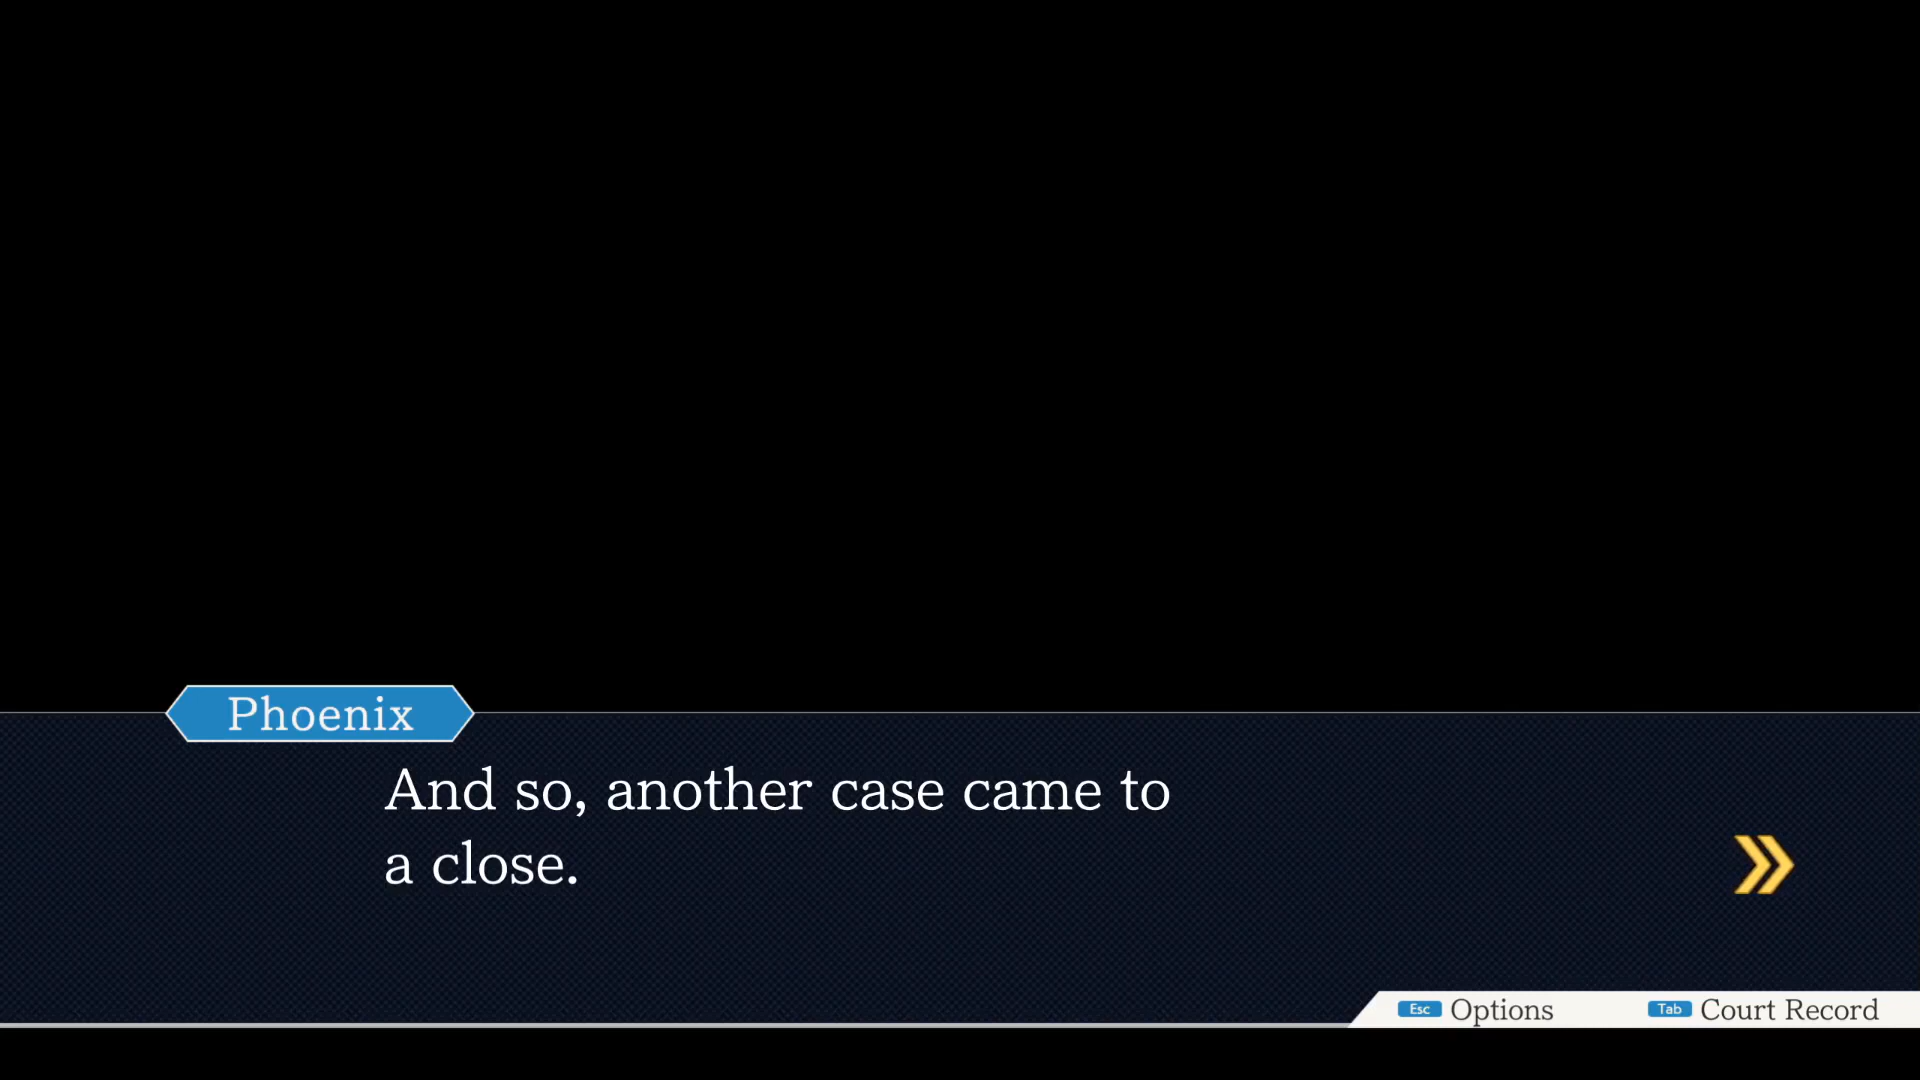 Phoenix
And so, another case came to
a close.
Esc Options Tab Court Record